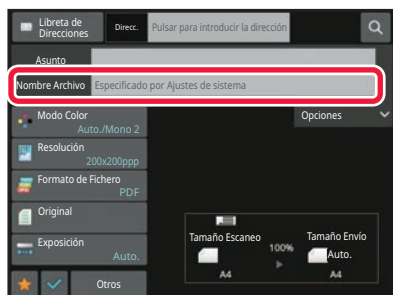 Libreta de
Direcciones
Direcc.
Pulsar para introducir la dirección
Asunto
Nombre Archivo
Especificado por Ajustes de sistema
Modo Color
Auto./Mono 2
Opciones
Resolución
200x200ppp
Formato de Fichero
PDF
Original
Exposición
Auto.
Tamaño Escaneo
100%
Tamaño Envío
Auto.
A4
A4
Otros